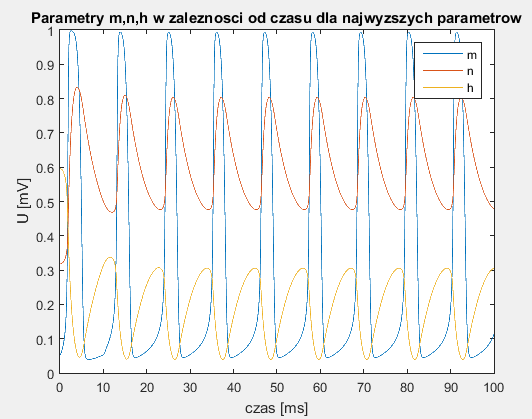 Parametry m,n,h w zaleznosci od czasu dla najwyzszych parametrow
m
n
h
U [mV]
1
0.9
0.8
0.7
0.6
0.5
0.4
0.3
0.2
0.1
0
0 10 20 30 40 50 60 70 80 90 100
czas [ms]